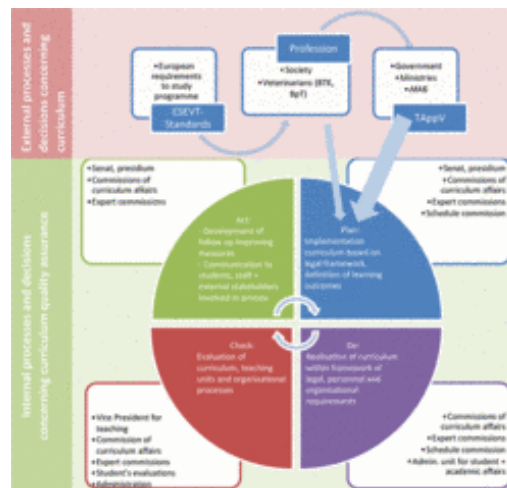 External processes and
decisions concerning
curriculum
•European
requirements
to study
programme
CSEVT-
Standards
Profession
•Society
•Veterinarians (BTK,
BpT)
•Government
•Ministries
•MAB
TAppV
Internal processes and decisions
concerning curriculum quality assurance
•Senat, presidium
•Commissions of
curriculum affairs
•Expert commissions
•Senat, presidium
•Commissions of
curriculum affairs
•Expert commissions
•Schedule commission
Act:
- Development of
follow up improving
measures
- Communication to
students, staff +
external stakeholders
involved in process
Plan:
Implementation
curriculum based on
legal framework,
definition of learning
outcomes
Check:
Evaluation of
curriculum, teaching
units and organisational
processes
Do:
Realisation of curriculum
within framework of
legal, personnel and
organisational
requirements
•Vice President for
teaching
•Commission of
curriculum affairs
•Expert commissions
•Student's evaluations
•Administration
•Commissions of
curriculum affairs
•Expert commissions
•Schedule commission
•Admin. unit for student +
academic affairs